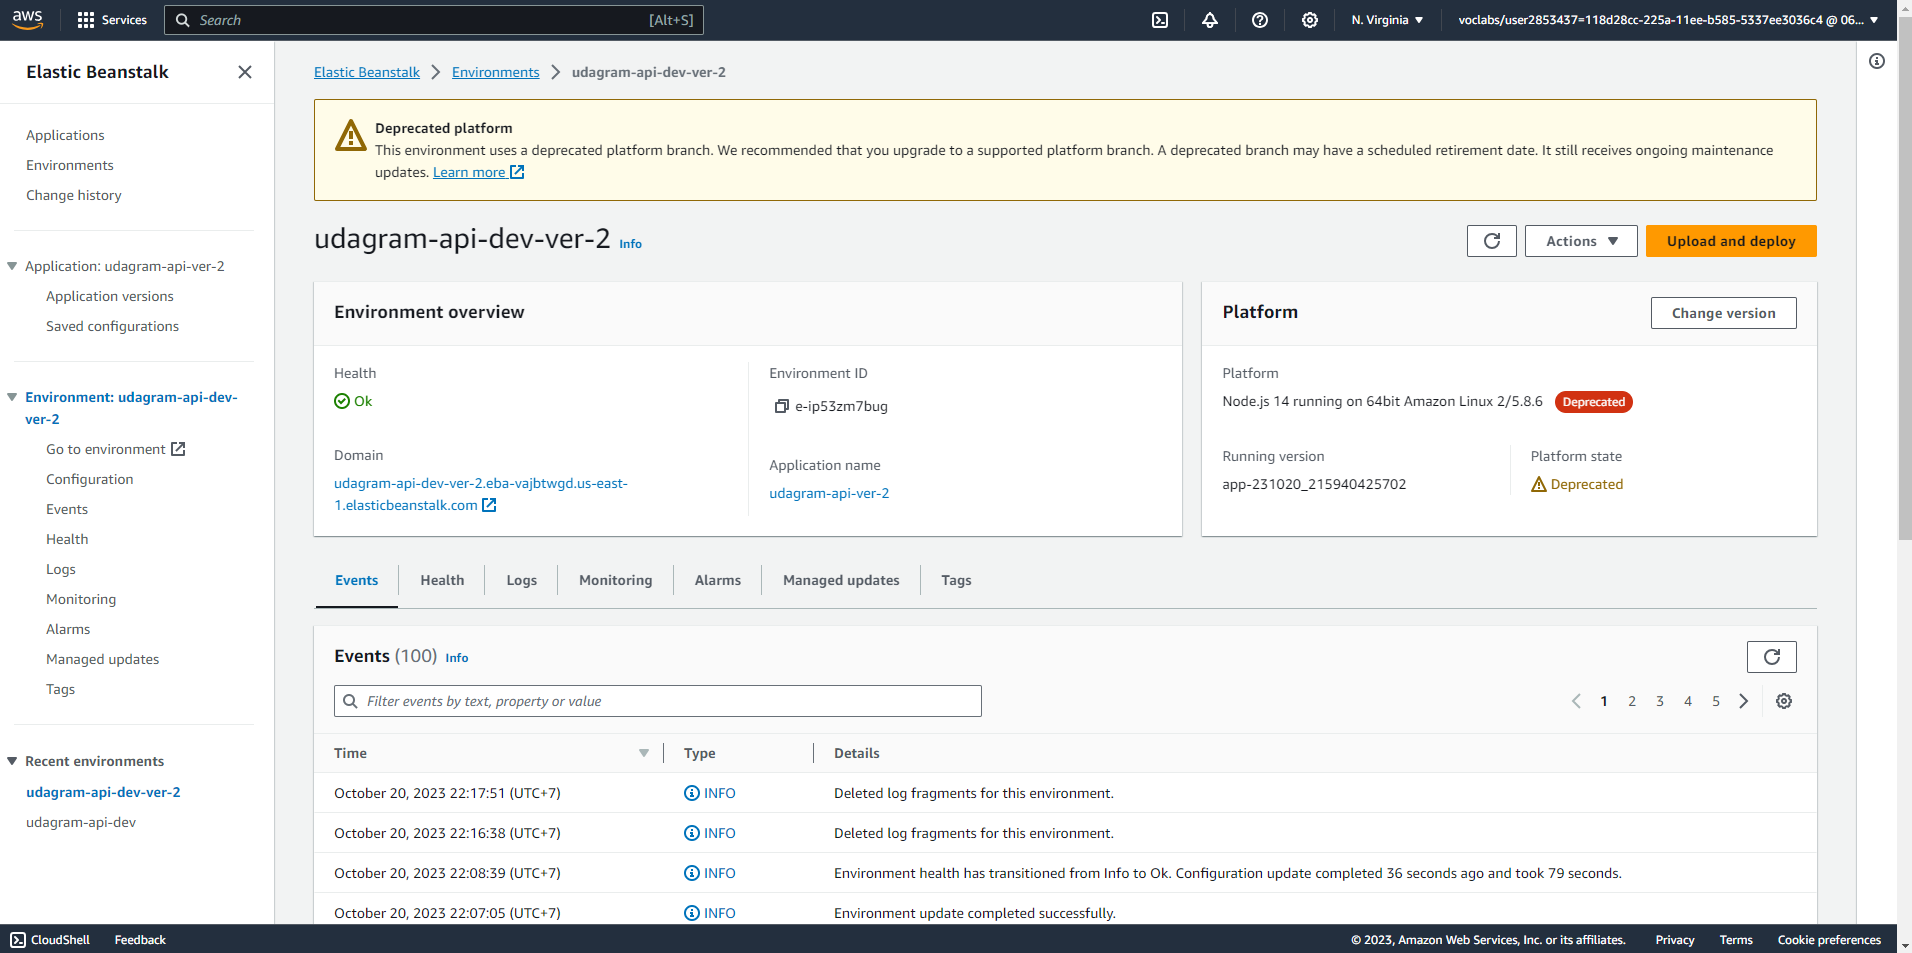 aws
Services
Search
[Alt+S]
N. Virginia
voclabs/user2853437=118d28cc-225a-11ee-b585-5337ee3036c4 @ 06...
Elastic Beanstalk
Applications
Environments
Change history
Application: udagram-api-ver-2
Application versions
Saved configurations
Environment: udagram-api-dev-
ver-2
Go to environment
Configuration
Events
Health
Logs
Monitoring
Alarms
Managed updates
Tags
Recent environments
udagram-api-dev-ver-2
udagram-api-dev
Elastic Beanstalk
Environments
udagram-api-dev-ver-2
Deprecated platform
This environment uses a deprecated platform branch. We recommended that you upgrade to a supported platform branch. A deprecated branch may have a scheduled retirement date. It still receives ongoing maintenance
updates. Learn more
udagram-api-dev-ver-2 Info
Actions
Upload and deploy
Environment overview
Health
Ok
Domain
udagram-api-dev-ver-2.eba-vajbtwgd.us-east-
1.elasticbeanstalk.com
Environment ID
e-ip53zm7bug
Application name
udagram-api-ver-2
Platform
Change version
Platform
Node.js 14 running on 64bit Amazon Linux 2/5.8.6 Deprecated
Running version
app-231020_215940425702
Platform state
Deprecated
Events
Health
Logs
Monitoring
Alarms
Managed updates
Tags
Events (100) Info
Filter events by text, property or value
1 2 3 4 5
Time Type Details
October 20, 2023 22:17:51 (UTC+7) INFO Deleted log fragments for this environment.
October 20, 2023 22:16:38 (UTC+7) INFO Deleted log fragments for this environment.
October 20, 2023 22:08:39 (UTC+7) INFO Environment health has transitioned from Info to Ok. Configuration update completed 36 seconds ago and took 79 seconds.
October 20, 2023 22:07:05 (UTC+7) INFO Environment update completed successfully.
CloudShell
Feedback
© 2023, Amazon Web Services, Inc. or its affiliates.
Privacy
Terms
Cookie preferences